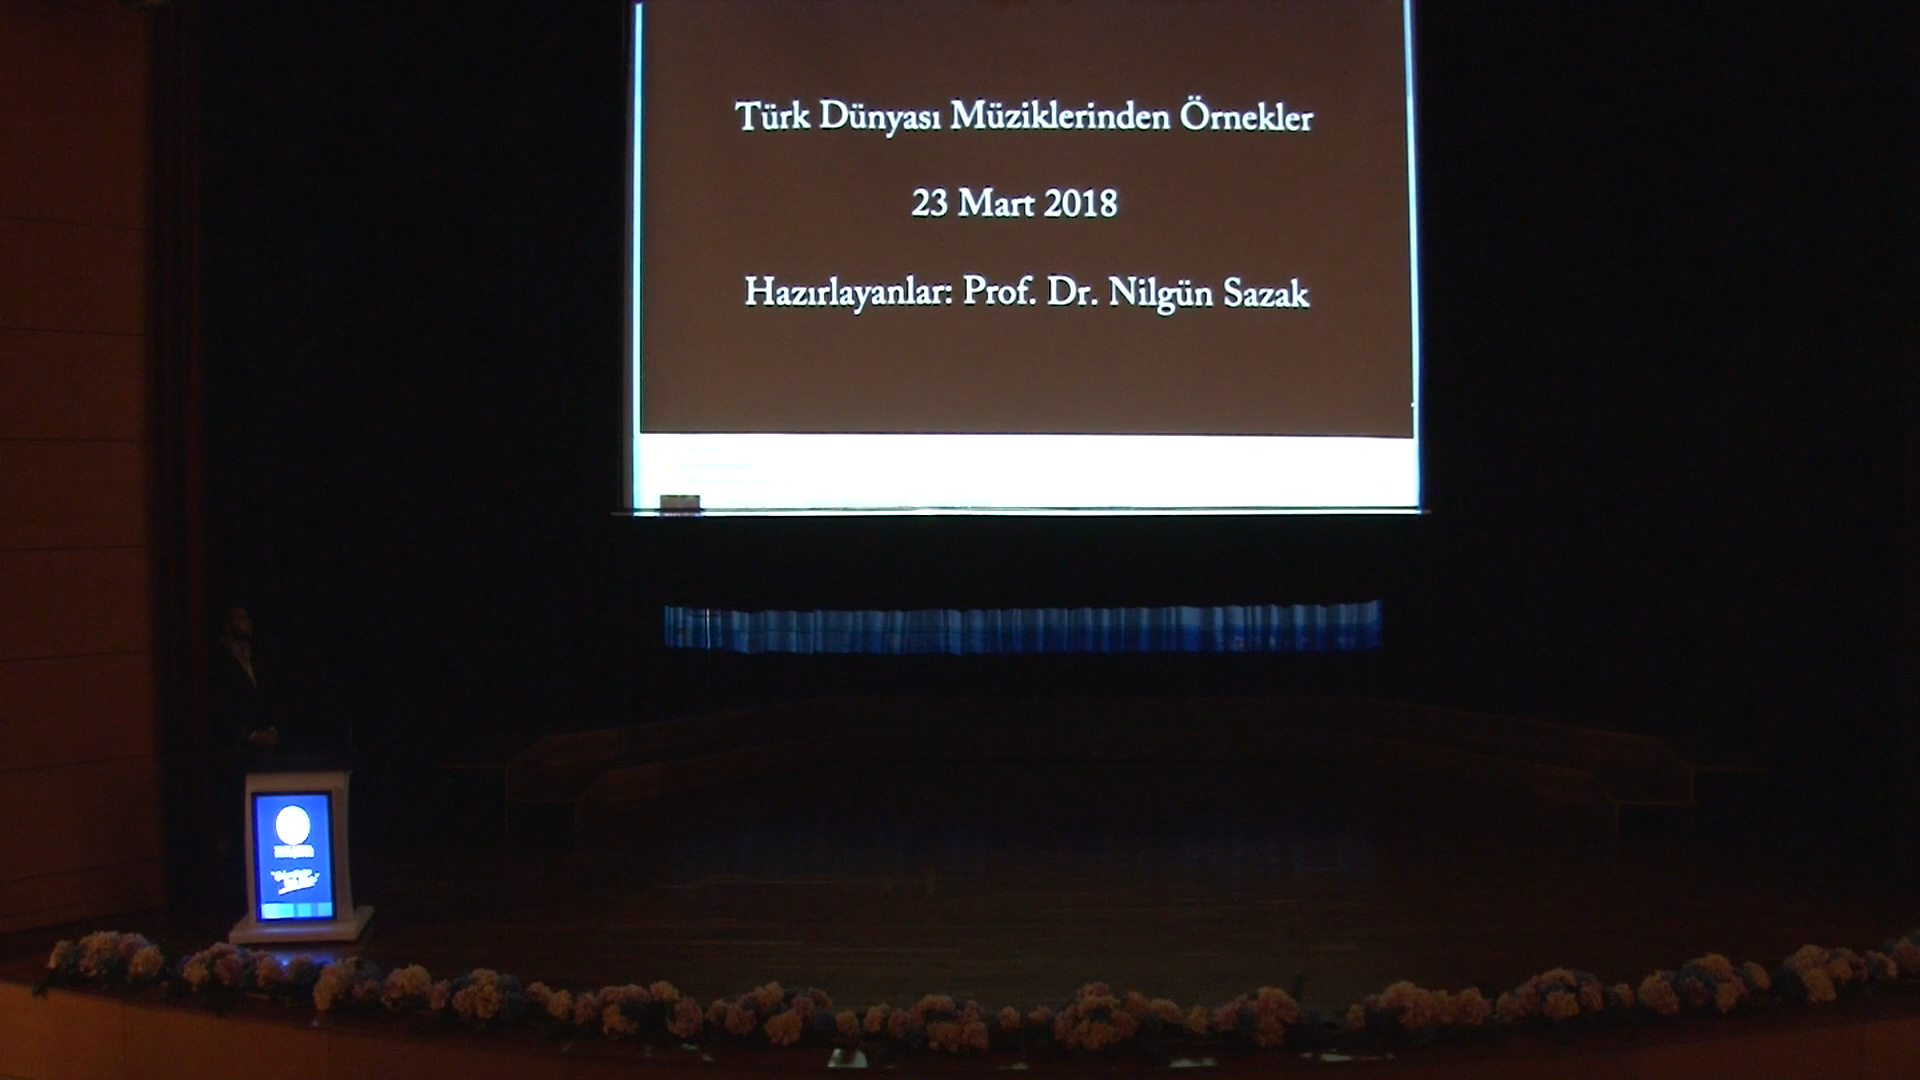 Türk Dünyası Müziklerinden Örnekler
23 Mart 2018
Hazırlayanlar: Prof. Dr. Nilgün Sazak